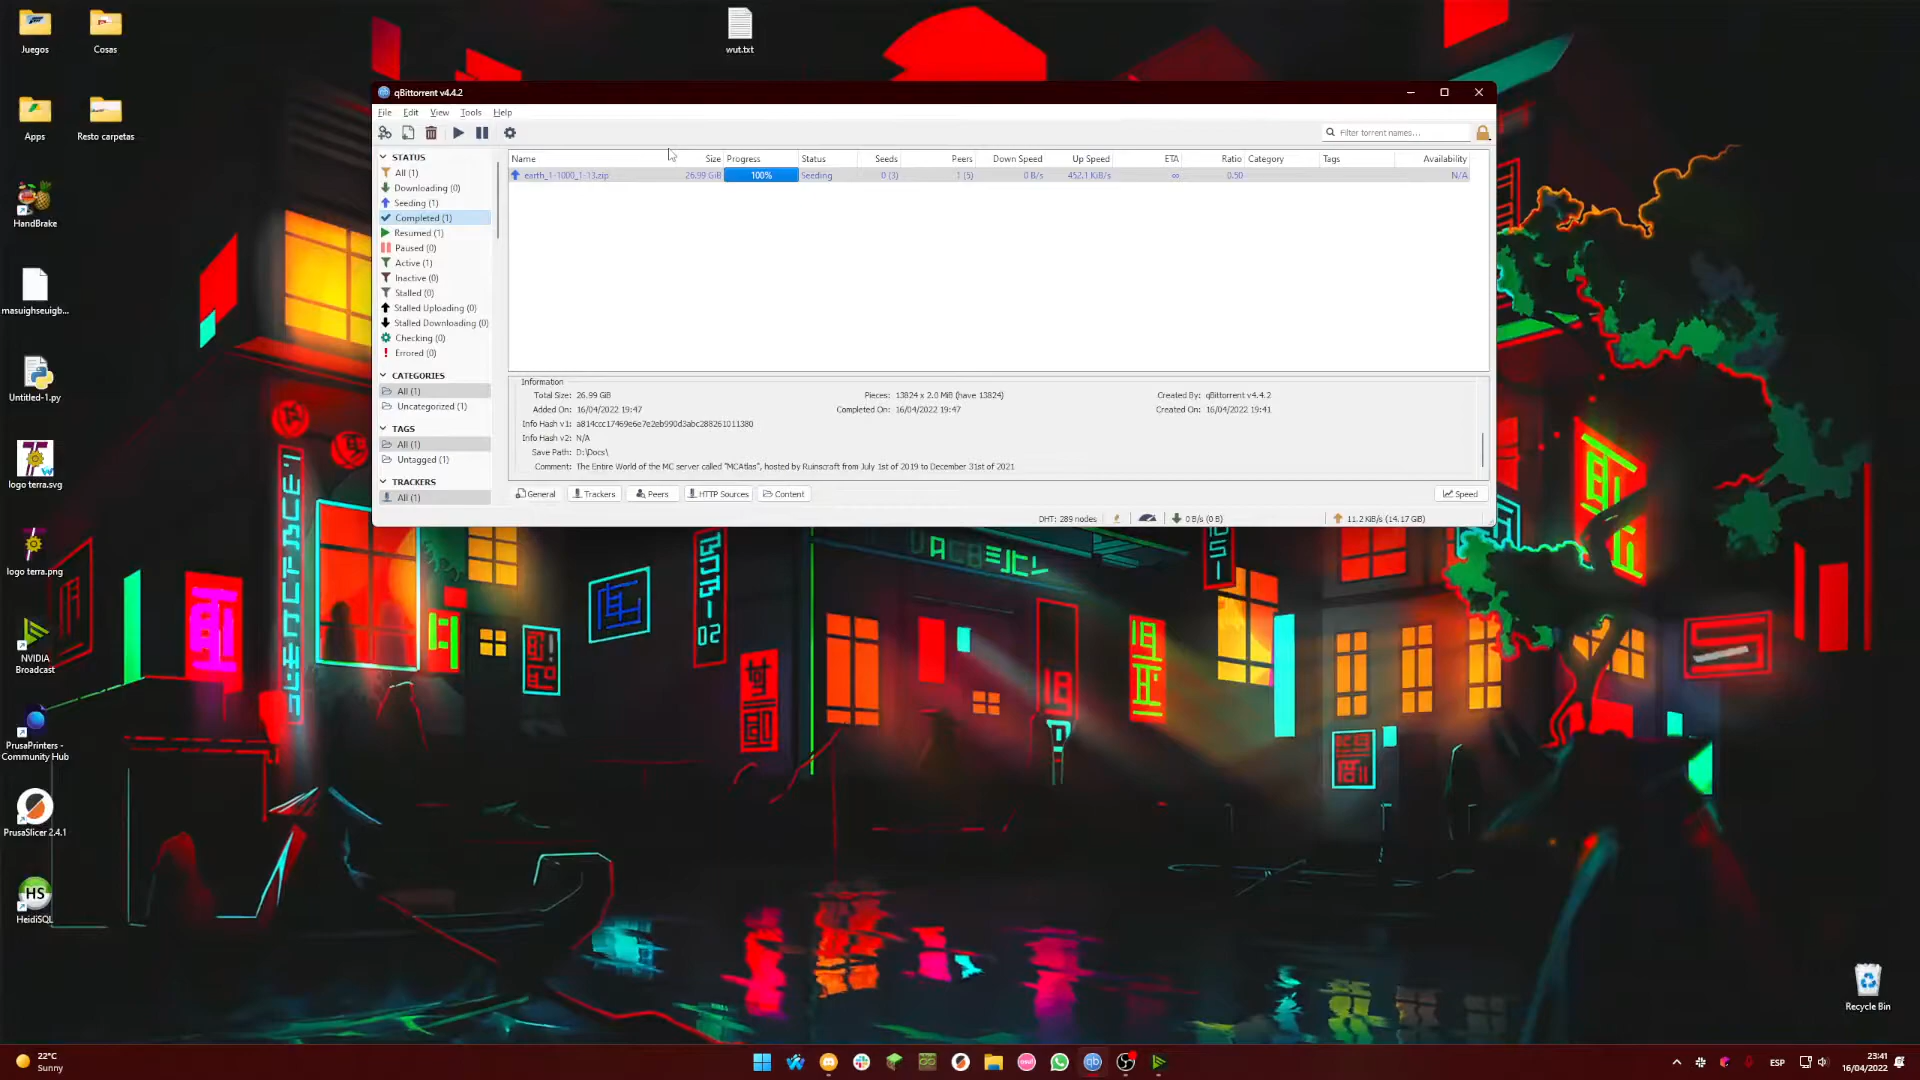 Juegos
Cosas
wut.txt
Apps
Resto carpetas
HandBrake
masuighseuigb...
Untitled-1.py
logo terra.svg
logo terra.png
NVIDIA
Broadcast
PrusaPrinters -
Community Hub
PrusaSlicer 2.4.1
HS
HeidiSQL
Recycle Bin
qBittorrent v4.4.2
File Edit View Tools Help
Filter torrent names...
STATUS
All (1)
Downloading (0)
Seeding (1)
Completed (1)
Resumed (1)
Paused (0)
Active (1)
Inactive (0)
Stalled (0)
Stalled Uploading (0)
Stalled Downloading (0)
Checking (0)
Errored (0)
CATEGORIES
All (1)
Uncategorized (1)
TAGS
All (1)
Untagged (1)
TRACKERS
All (1)
Name Size Progress Status Seeds Peers Down Speed Up Speed ETA Ratio Category Tags Availability
earth_1-1000_1-13.zip 26.99 GiB 100% Seeding 0 (3) 1 (5) 0 B/s 452.1 KiB/s ∞ 0.50 N/A
Information
Total Size: 26.99 GiB Pieces: 13824 x 2.0 MiB (have 13824) Created By: qBittorrent v4.4.2
Added On: 16/04/2022 19:47 Completed On: 16/04/2022 19:47 Created On: 16/04/2022 19:41
Info Hash v1: a814ccc17469e6e7e2eb990d3abc288261011380
Info Hash v2: N/A
Save Path: D:\Docs\
Comment: The Entire World of the MC server called "MCAtlas", hosted by Ruinscraft from July 1st of 2019 to December 31st of 2021
General Trackers Peers HTTP Sources Content Speed
DHT: 289 nodes 0 B/s (0 B) 11.2 KiB/s (14.17 GiB)
22°C
Sunny
qb
ESP
23:41
16/04/2022